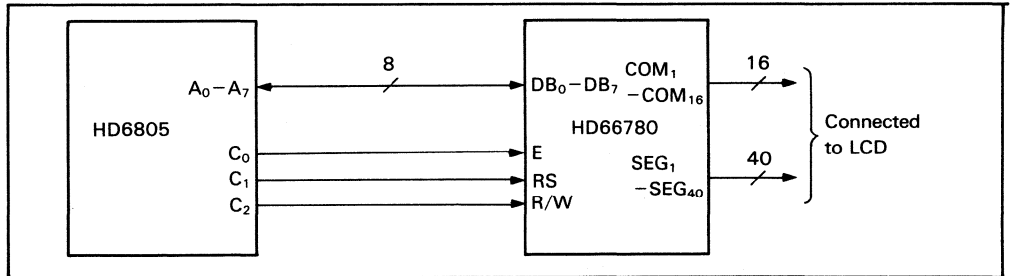 8
16
A₀−A₇
DB₀−DB₇
COM₁
−COM₁₆
HD6805
HD66780
Connected
to LCD
C₀
E
SEG₁
−SEG₄₀
40
C₁
RS
C₂
R/W